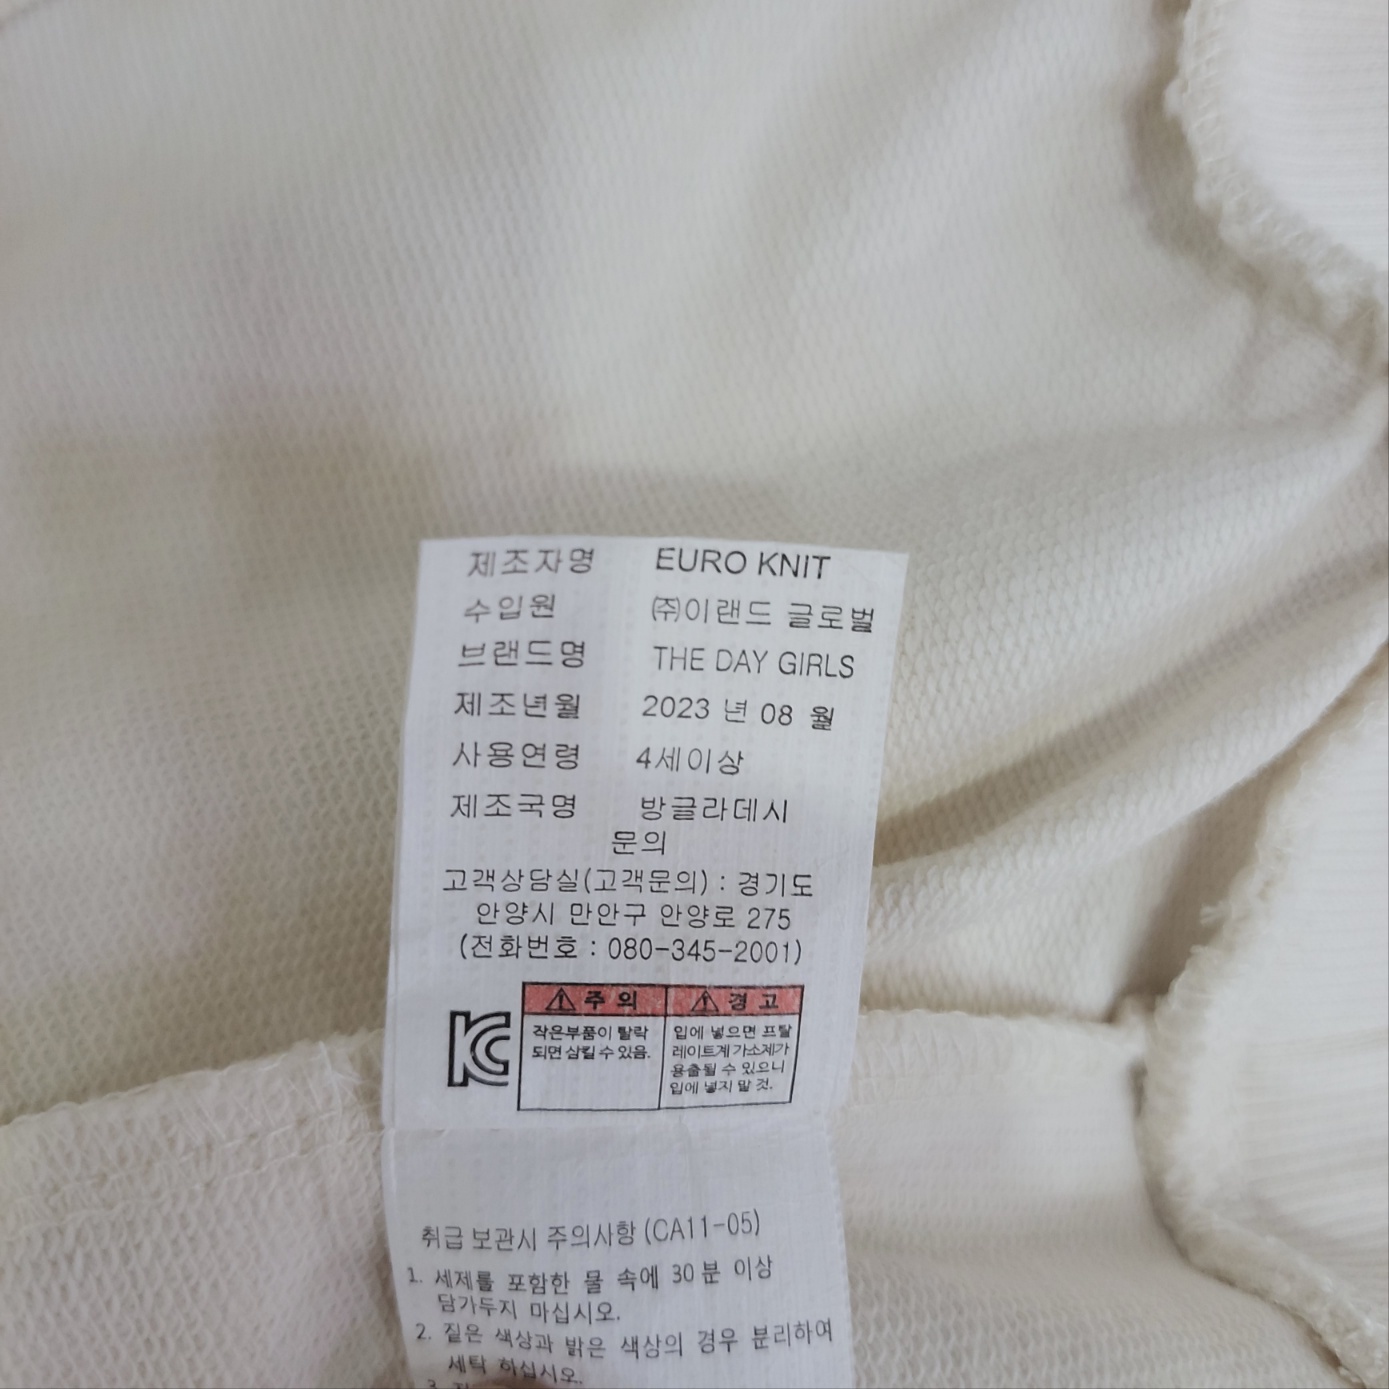 제조자명 EURO KNIT
수입원 ㈜이랜드 글로벌
브랜드명 THE DAY GIRLS
제조년월 2023 년 08 월
사용연령 4세이상
제조국명 방글라데시
문의
고객상담실(고객문의) : 경기도
안양시 만안구 안양로 275
(전화번호 : 080-345-2001)
주 의
작은부품이 탈락
되면 삼킬 수 있음.
경 고
입에 넣으면 프탈
레이트계 가소제가
용출될 수 있으니
입에 넣지 말 것.
취급 보관시 주의사항 (CA11-05)
1. 세제를 포함한 물 속에 30 분 이상
담가두지 마십시오.
2. 짙은 색상과 밝은 색상의 경우 분리하여
세탁 하십시오.
3.